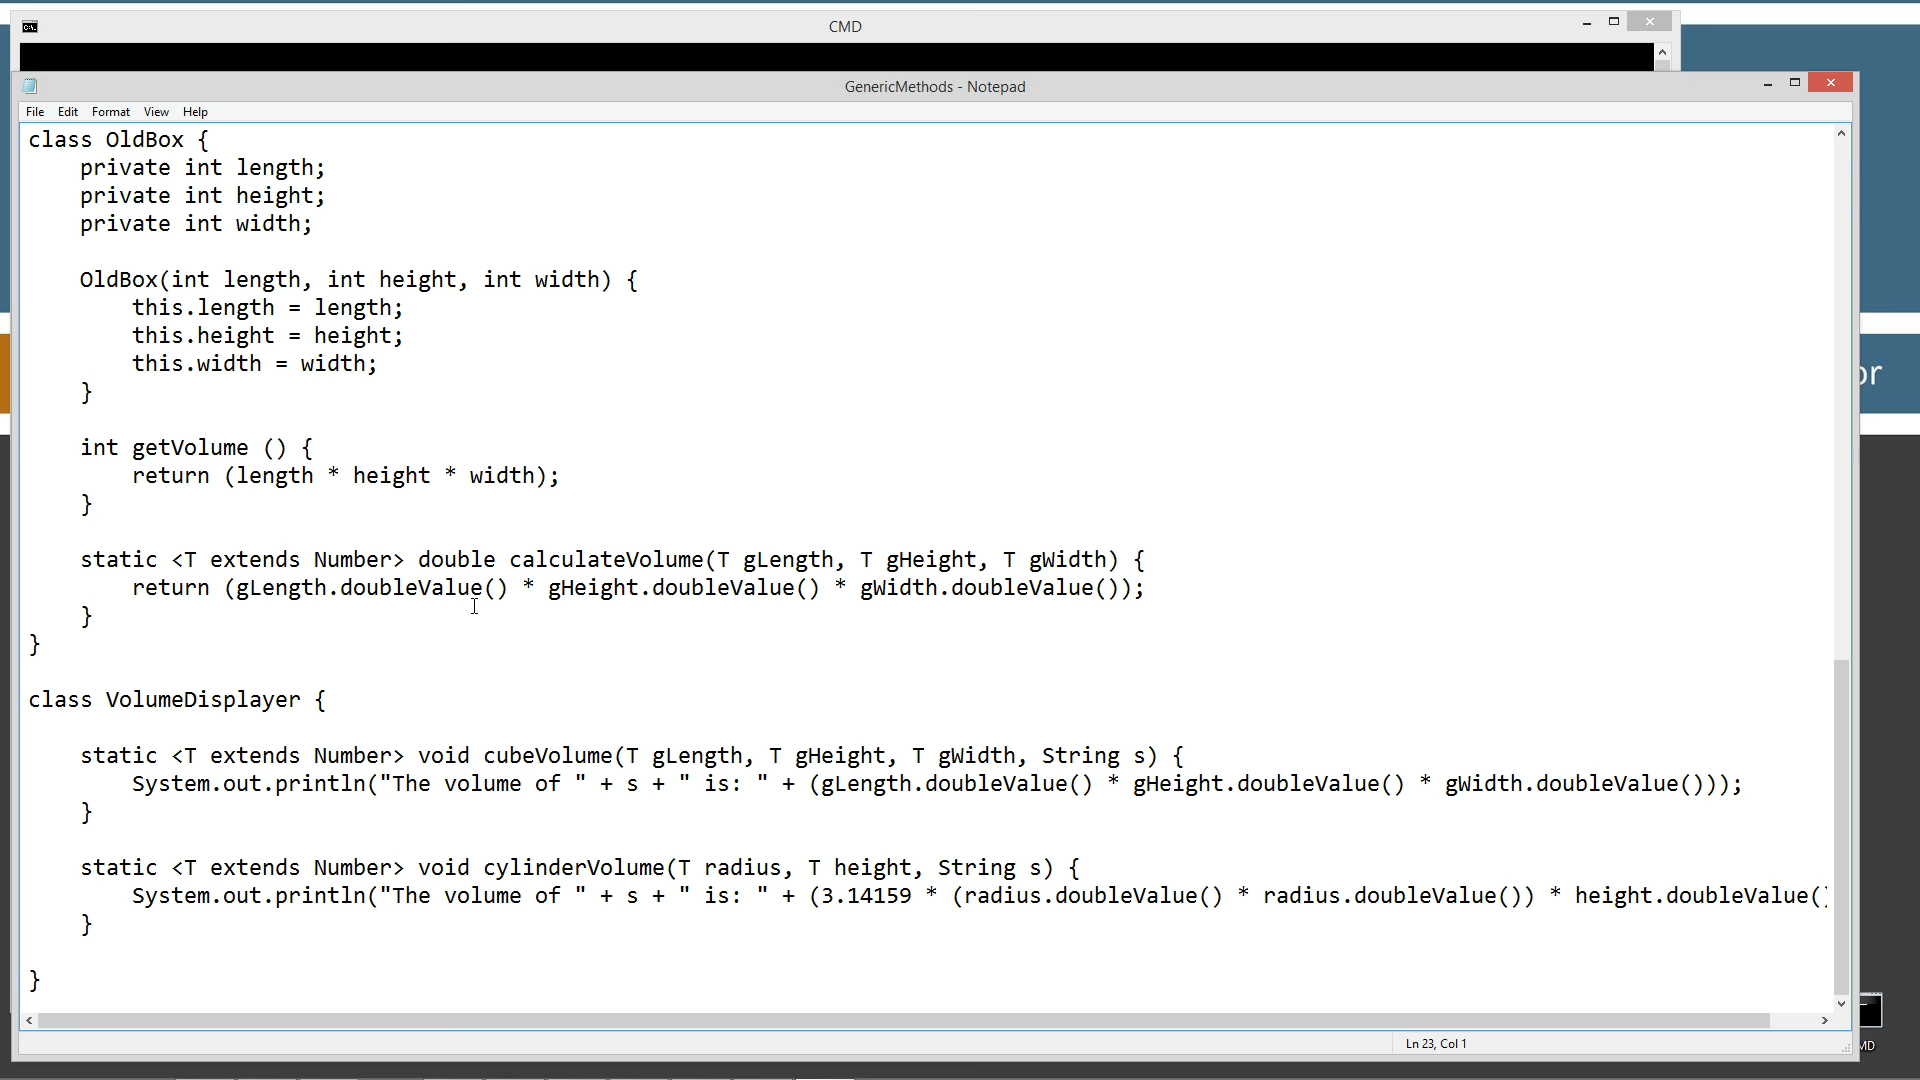 CMD
GenericMethods - Notepad
File Edit Format View Help
class OldBox {
    private int length;
    private int height;
    private int width;

    OldBox(int length, int height, int width) {
        this.length = length;
        this.height = height;
        this.width = width;
    }

    int getVolume () {
        return (length * height * width);
    }

    static <T extends Number> double calculateVolume(T gLength, T gHeight, T gWidth) {
        return (gLength.doubleValue() * gHeight.doubleValue() * gWidth.doubleValue());
    }
}

class VolumeDisplayer {

    static <T extends Number> void cubeVolume(T gLength, T gHeight, T gWidth, String s) {
        System.out.println("The volume of " + s + " is: " + (gLength.doubleValue() * gHeight.doubleValue() * gWidth.doubleValue()));
    }

    static <T extends Number> void cylinderVolume(T radius, T height, String s) {
        System.out.println("The volume of " + s + " is: " + (3.14159 * (radius.doubleValue() * radius.doubleValue()) * height.doubleValue()
    }

}
Ln 23, Col 1
or
MD